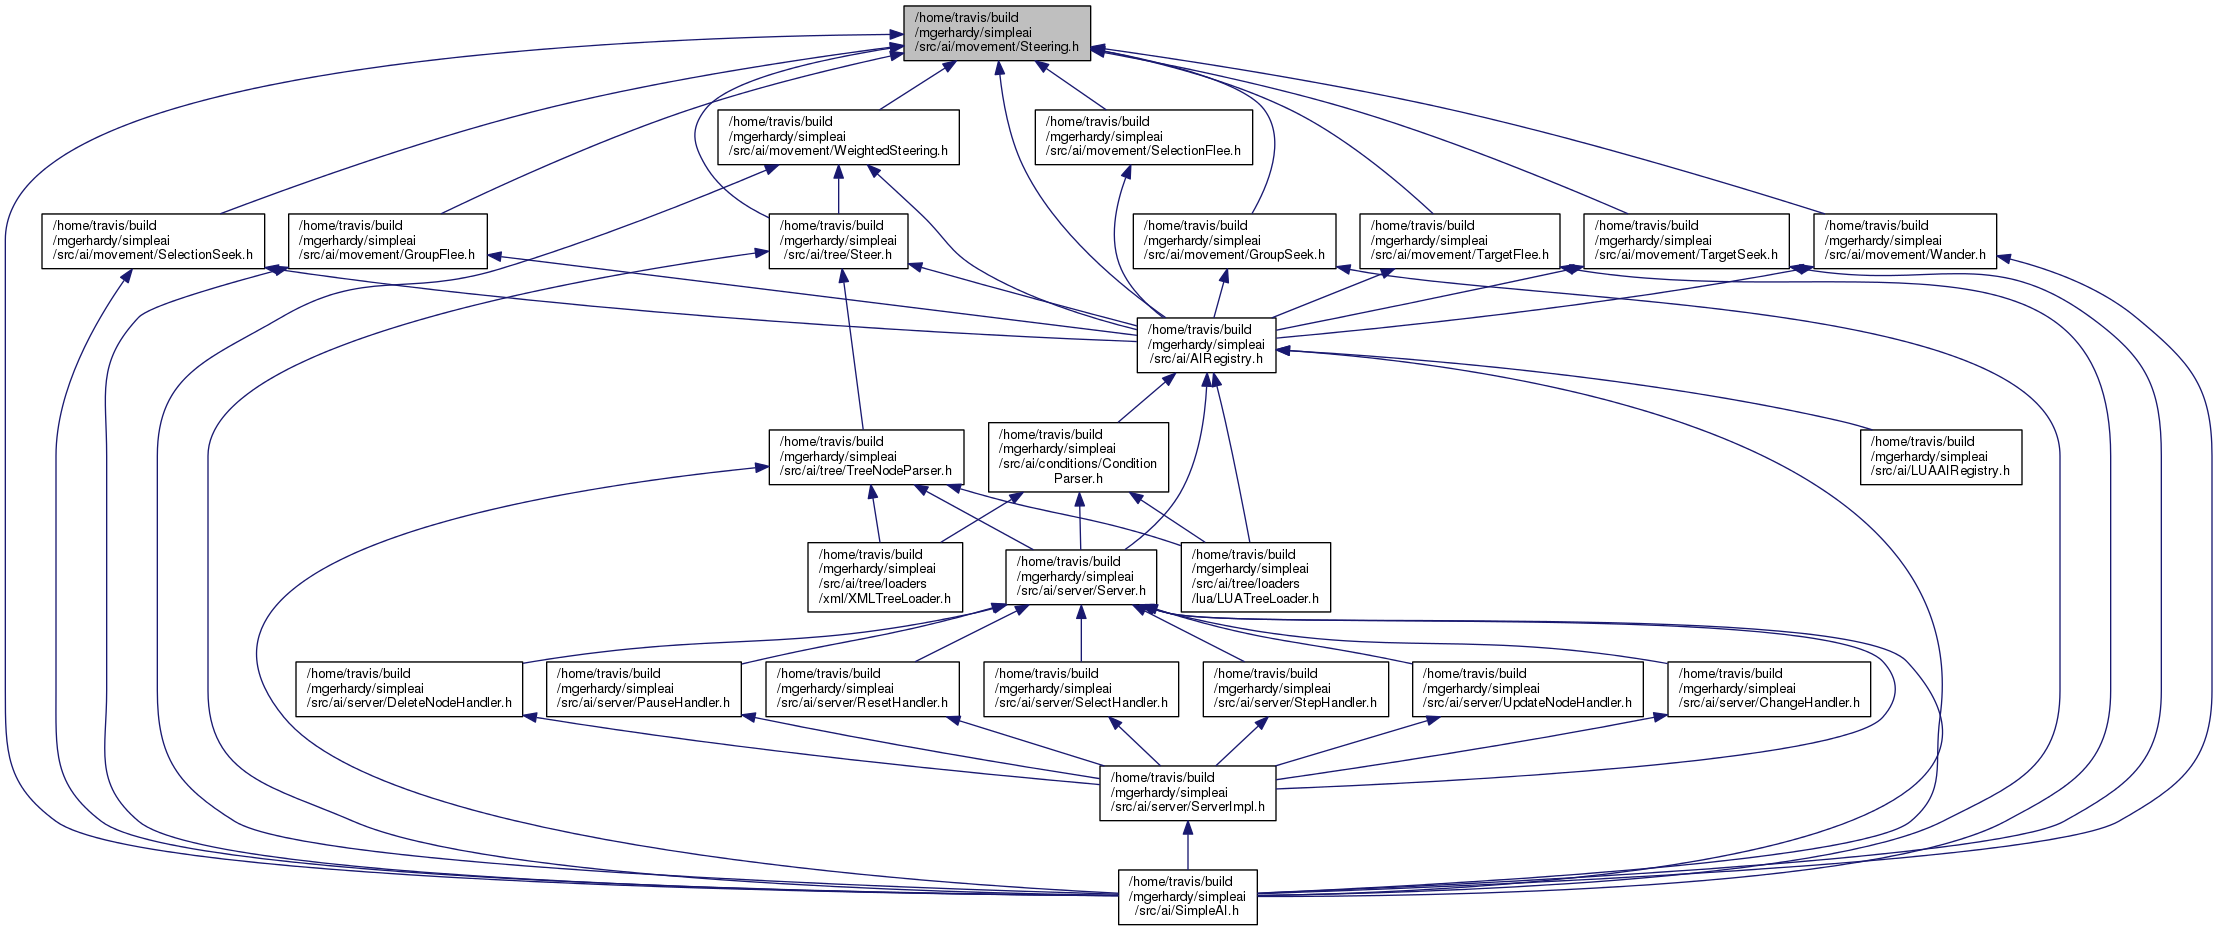 /home/travis/build
/mgerhardy/simpleai
/src/ai/movement/Steering.h
/home/travis/build
/mgerhardy/simpleai
/src/ai/movement/WeightedSteering.h
/home/travis/build
/mgerhardy/simpleai
/src/ai/movement/SelectionFlee.h
/home/travis/build
/mgerhardy/simpleai
/src/ai/movement/SelectionSeek.h
/home/travis/build
/mgerhardy/simpleai
/src/ai/movement/GroupFlee.h
/home/travis/build
/mgerhardy/simpleai
/src/ai/tree/Steer.h
/home/travis/build
/mgerhardy/simpleai
/src/ai/movement/GroupSeek.h
/home/travis/build
/mgerhardy/simpleai
/src/ai/movement/TargetFlee.h
/home/travis/build
/mgerhardy/simpleai
/src/ai/movement/TargetSeek.h
/home/travis/build
/mgerhardy/simpleai
/src/ai/movement/Wander.h
/home/travis/build
/mgerhardy/simpleai
/src/ai/AIRegistry.h
/home/travis/build
/mgerhardy/simpleai
/src/ai/tree/TreeNodeParser.h
/home/travis/build
/mgerhardy/simpleai
/src/ai/conditions/Condition
Parser.h
/home/travis/build
/mgerhardy/simpleai
/src/ai/LUAAIRegistry.h
/home/travis/build
/mgerhardy/simpleai
/src/ai/tree/loaders
/xml/XMLTreeLoader.h
/home/travis/build
/mgerhardy/simpleai
/src/ai/server/Server.h
/home/travis/build
/mgerhardy/simpleai
/src/ai/tree/loaders
/lua/LUATreeLoader.h
/home/travis/build
/mgerhardy/simpleai
/src/ai/server/DeleteNodeHandler.h
/home/travis/build
/mgerhardy/simpleai
/src/ai/server/PauseHandler.h
/home/travis/build
/mgerhardy/simpleai
/src/ai/server/ResetHandler.h
/home/travis/build
/mgerhardy/simpleai
/src/ai/server/SelectHandler.h
/home/travis/build
/mgerhardy/simpleai
/src/ai/server/StepHandler.h
/home/travis/build
/mgerhardy/simpleai
/src/ai/server/UpdateNodeHandler.h
/home/travis/build
/mgerhardy/simpleai
/src/ai/server/ChangeHandler.h
/home/travis/build
/mgerhardy/simpleai
/src/ai/server/ServerImpl.h
/home/travis/build
/mgerhardy/simpleai
/src/ai/SimpleAI.h